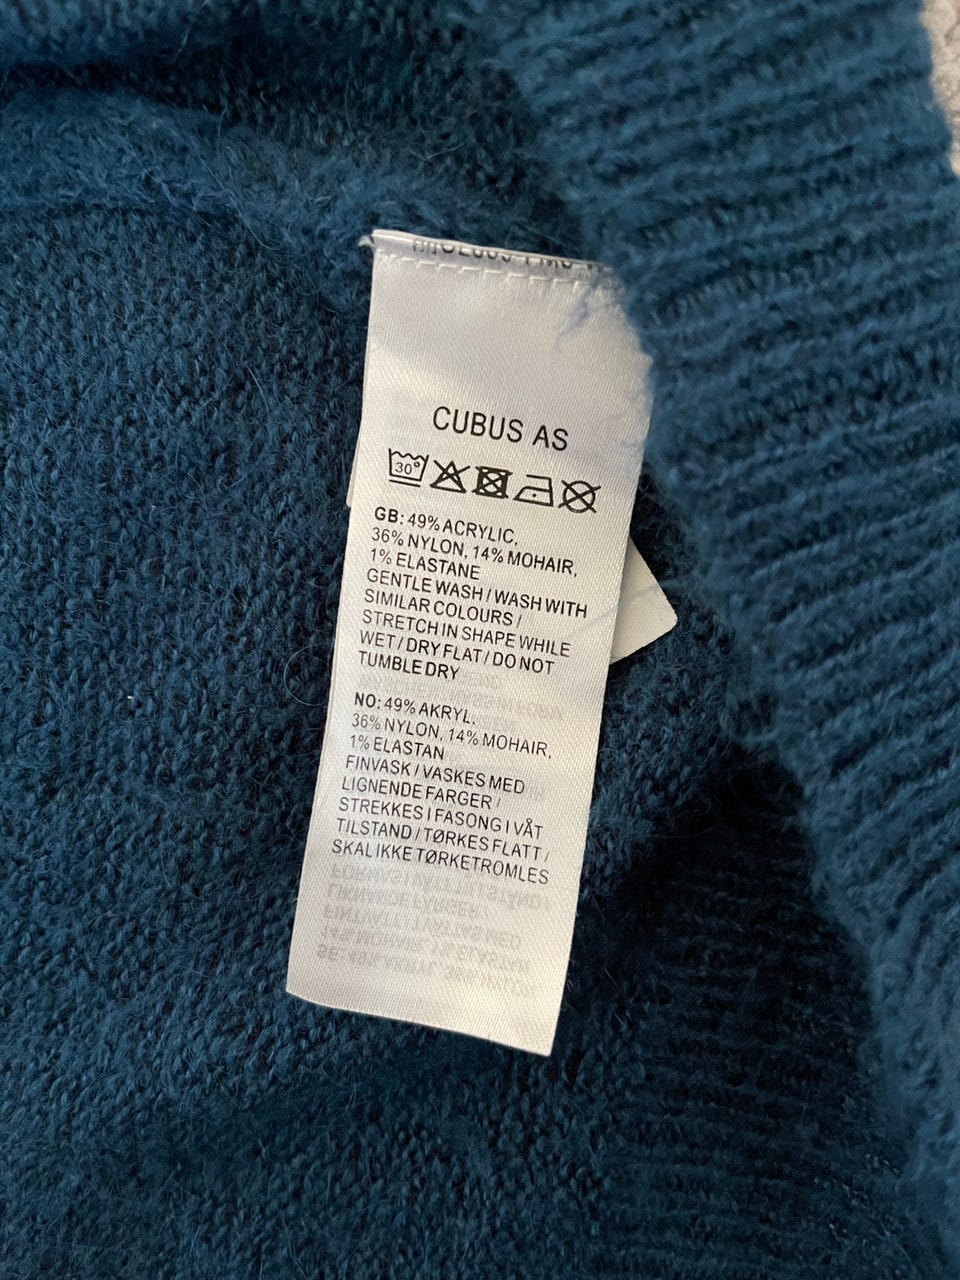 CUBUS AS
30°
GB: 49% ACRYLIC,
36% NYLON, 14% MOHAIR,
1% ELASTANE
GENTLE WASH / WASH WITH
SIMILAR COLOURS /
STRETCH IN SHAPE WHILE
WET / DRY FLAT / DO NOT
TUMBLE DRY
NO: 49% AKRYL,
36% NYLON, 14% MOHAIR,
1% ELASTAN
FINVASK / VASKES MED
LIGNENDE FARGER /
STREKKES I FASONG I VÅT
TILSTAND / TØRKES FLATT /
SKAL IKKE TØRKETROMLES